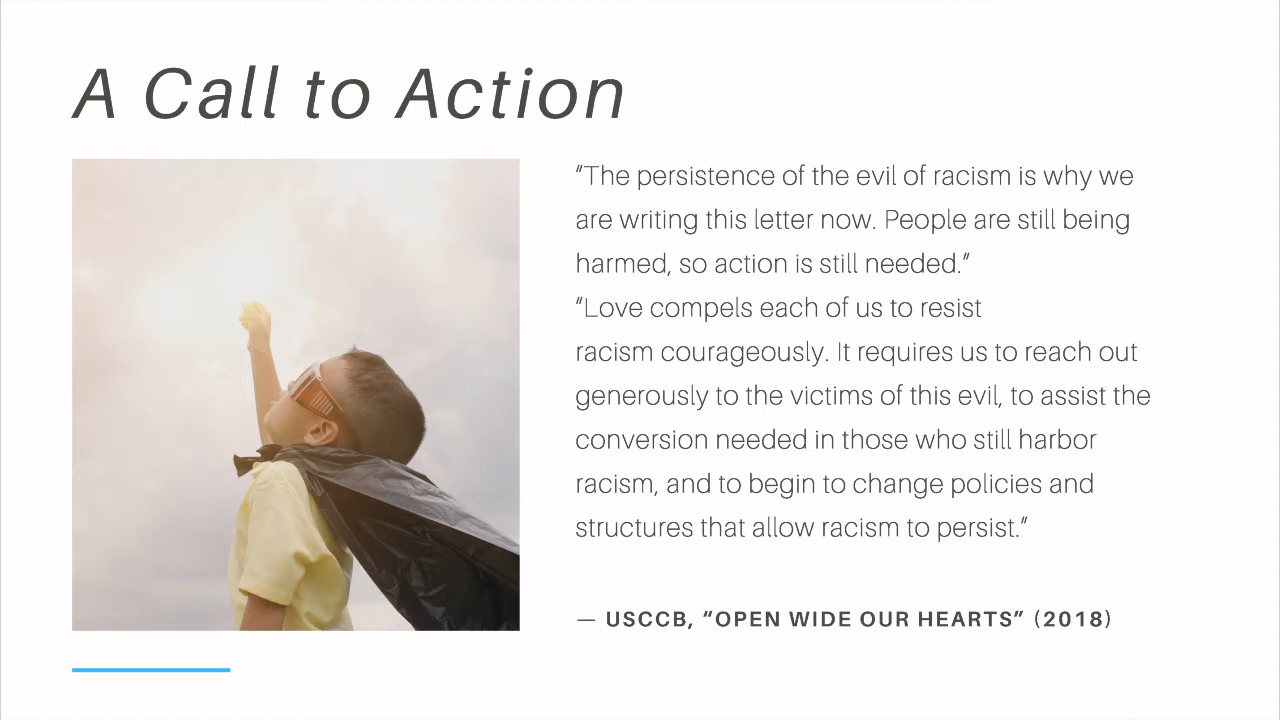 A Call to Action
“The persistence of the evil of racism is why we
are writing this letter now. People are still being
harmed, so action is still needed.”
“Love compels each of us to resist
racism courageously. It requires us to reach out
generously to the victims of this evil, to assist the
conversion needed in those who still harbor
racism, and to begin to change policies and
structures that allow racism to persist.”
— USCCB, “OPEN WIDE OUR HEARTS” (2018)